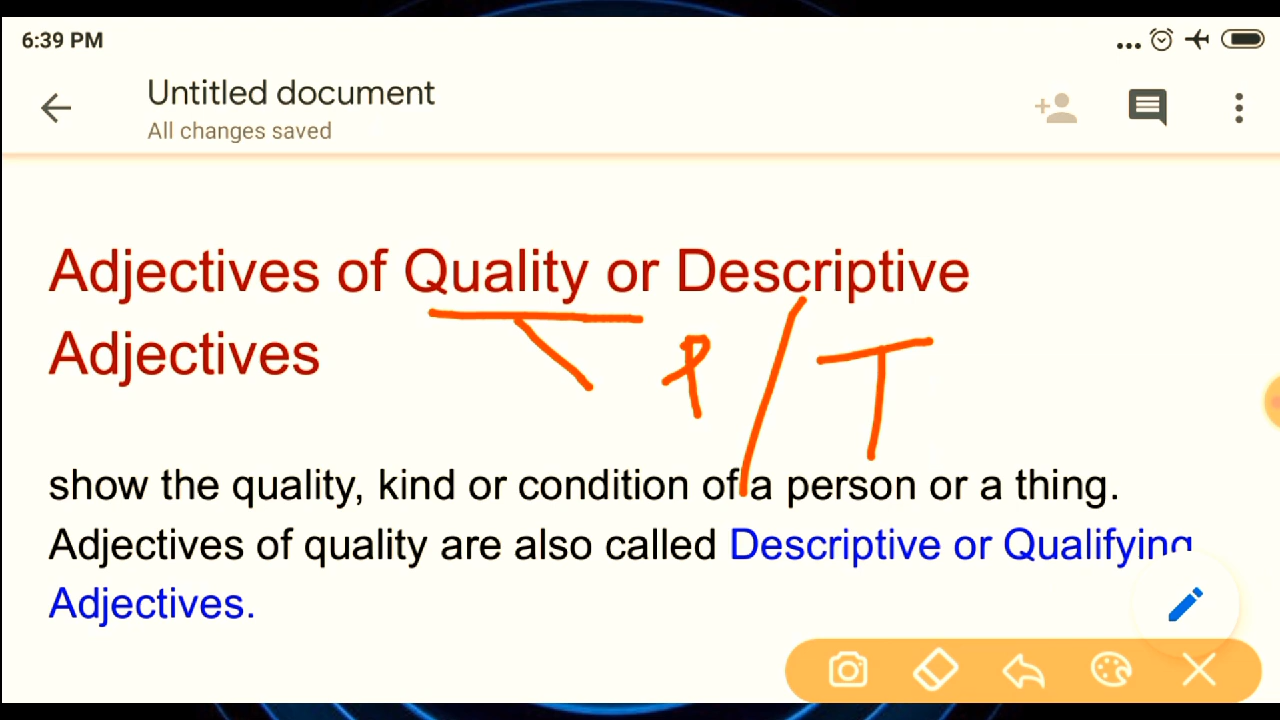 6:39 PM
Untitled document
All changes saved
Adjectives of Quality or Descriptive
Adjectives
P/T
show the quality, kind or condition of a person or a thing.
Adjectives of quality are also called Descriptive or Qualifying
Adjectives.